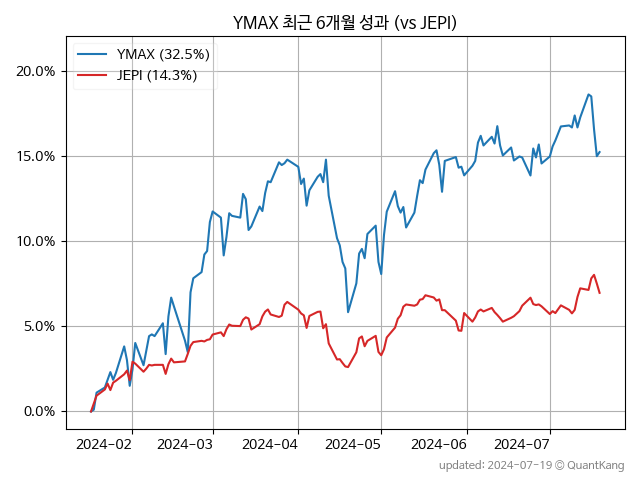 YMAX 최근 6개월 성과 (vs JEPI)
YMAX (32.5%)
JEPI (14.3%)
20.0%
15.0%
10.0%
5.0%
0.0%
2024-02 2024-03 2024-04 2024-05 2024-06 2024-07
updated: 2024-07-19 © QuantKang